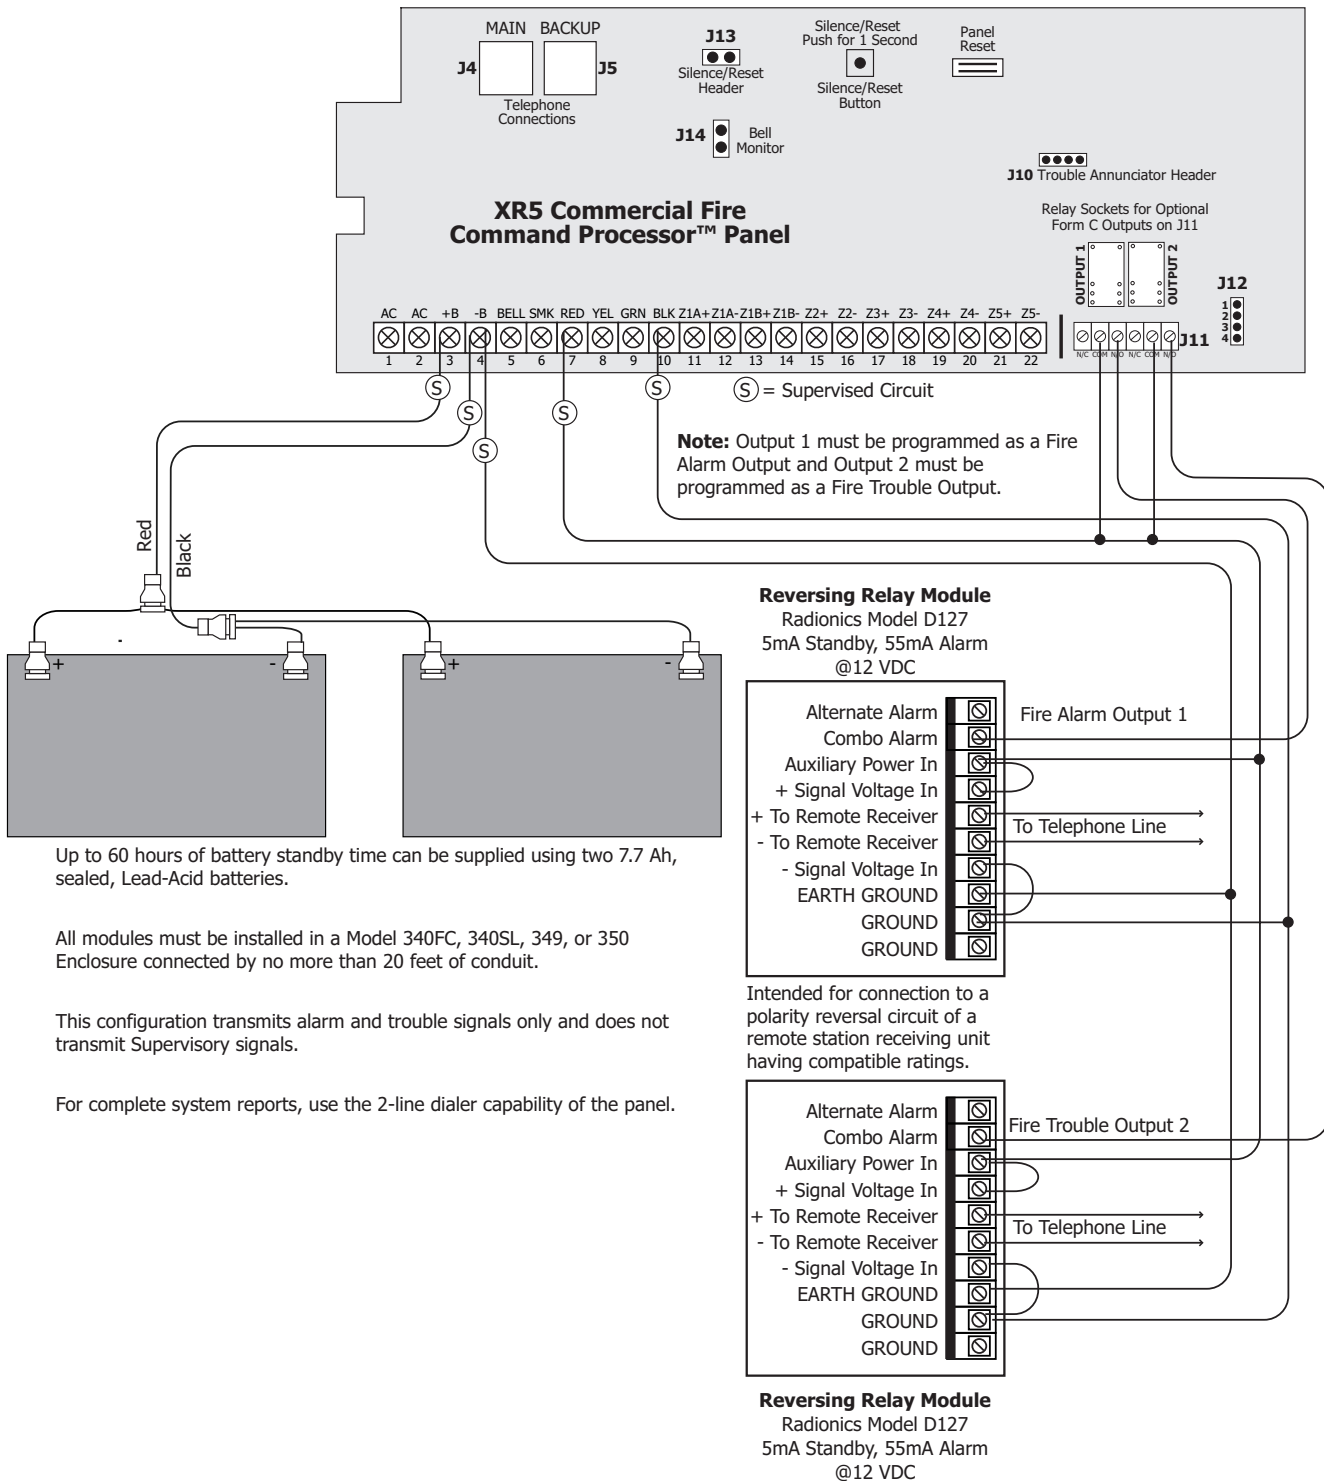 MAIN BACKUP
J4
J5
Telephone
Connections
J13
Silence/Reset
Header
J14
Bell
Monitor
Silence/Reset
Push for 1 Second
Silence/Reset
Button
Panel
Reset
J10 Trouble Annunciator Header
XR5 Commercial Fire
Command Processor™ Panel
Relay Sockets for Optional
Form C Outputs on J11
OUTPUT 1
OUTPUT 2
J12
1
2
3
4
AC AC +B -B BELL SMK RED YEL GRN BLK Z1A+ Z1A- Z1B+ Z1B- Z2+ Z2- Z3+ Z3- Z4+ Z4- Z5+ Z5-
1 2 3 4 5 6 7 8 9 10 11 12 13 14 15 16 17 18 19 20 21 22
J11
N/C COM N/O N/C COM N/O
S
S
S
S
S
S = Supervised Circuit
Note: Output 1 must be programmed as a Fire
Alarm Output and Output 2 must be
programmed as a Fire Trouble Output.
Red
Black
-
+ -
+ -
Up to 60 hours of battery standby time can be supplied using two 7.7 Ah,
sealed, Lead-Acid batteries.
All modules must be installed in a Model 340FC, 340SL, 349, or 350
Enclosure connected by no more than 20 feet of conduit.
This configuration transmits alarm and trouble signals only and does not
transmit Supervisory signals.
For complete system reports, use the 2-line dialer capability of the panel.
Reversing Relay Module
Radionics Model D127
5mA Standby, 55mA Alarm
@12 VDC
Alternate Alarm
Combo Alarm
Auxiliary Power In
+ Signal Voltage In
+ To Remote Receiver
- To Remote Receiver
- Signal Voltage In
EARTH GROUND
GROUND
GROUND
Fire Alarm Output 1
To Telephone Line
Intended for connection to a
polarity reversal circuit of a
remote station receiving unit
having compatible ratings.
Alternate Alarm
Combo Alarm
Auxiliary Power In
+ Signal Voltage In
+ To Remote Receiver
- To Remote Receiver
- Signal Voltage In
EARTH GROUND
GROUND
GROUND
Fire Trouble Output 2
To Telephone Line
Reversing Relay Module
Radionics Model D127
5mA Standby, 55mA Alarm
@12 VDC